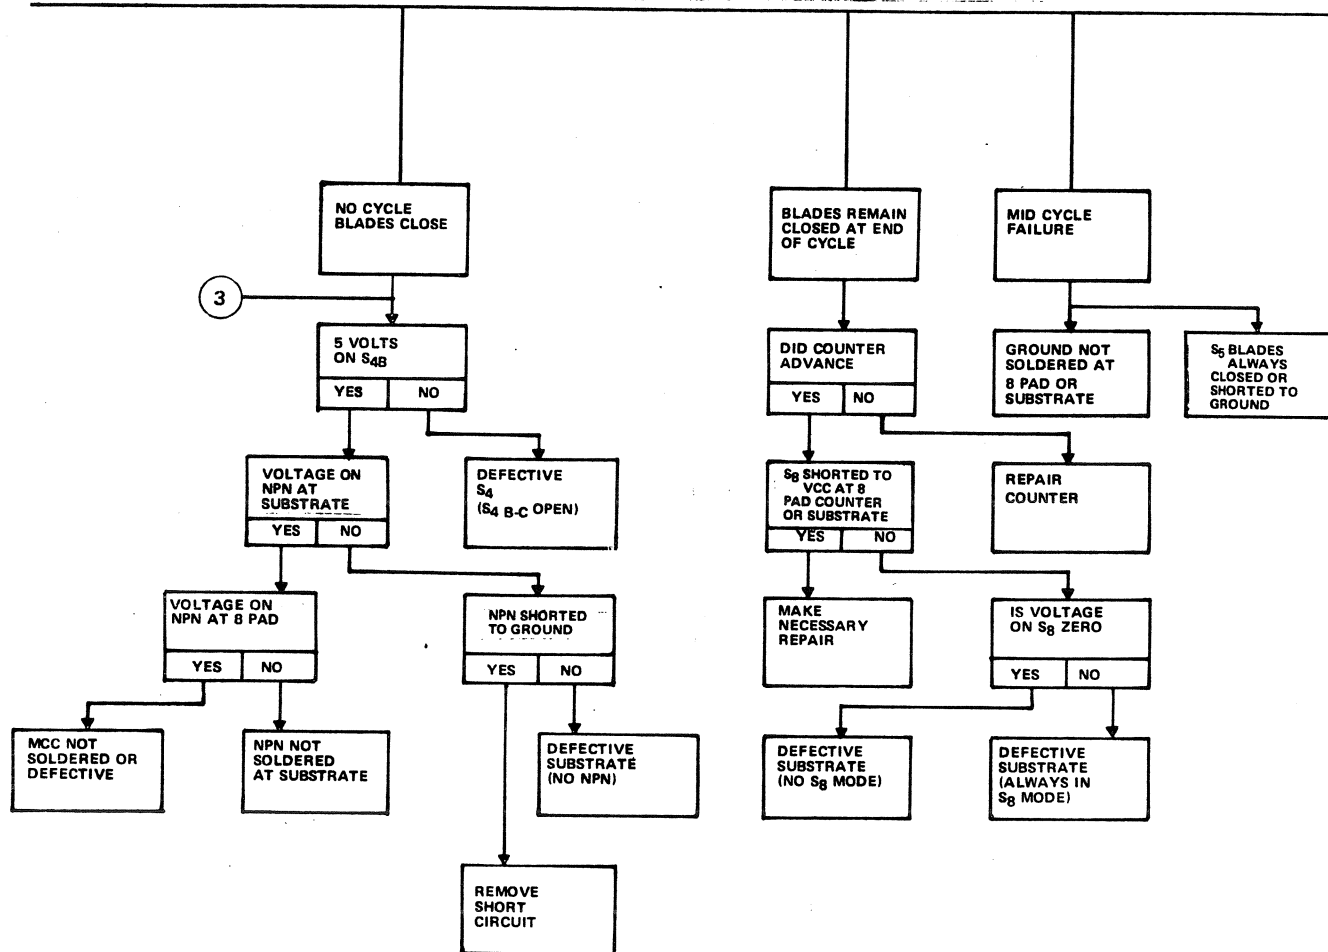 NO CYCLE
BLADES CLOSE
3
5 VOLTS
ON S4B
YES NO
VOLTAGE ON
NPN AT
SUBSTRATE
YES NO
DEFECTIVE
S4
(S4 B-C OPEN)
VOLTAGE ON
NPN AT 8 PAD
YES NO
NPN SHORTED
TO GROUND
YES NO
MCC NOT
SOLDERED OR
DEFECTIVE
NPN NOT
SOLDERED
AT SUBSTRATE
DEFECTIVE
SUBSTRATE
(NO NPN)
REMOVE
SHORT
CIRCUIT
BLADES REMAIN
CLOSED AT END
OF CYCLE
DID COUNTER
ADVANCE
YES NO
S8 SHORTED TO
VCC AT 8
PAD COUNTER
OR SUBSTRATE
YES NO
REPAIR
COUNTER
MAKE
NECESSARY
REPAIR
IS VOLTAGE
ON S8 ZERO
YES NO
DEFECTIVE
SUBSTRATE
(NO S8 MODE)
DEFECTIVE
SUBSTRATE
(ALWAYS IN
S8 MODE)
MID CYCLE
FAILURE
GROUND NOT
SOLDERED AT
8 PAD OR
SUBSTRATE
S5 BLADES
ALWAYS
CLOSED OR
SHORTED TO
GROUND